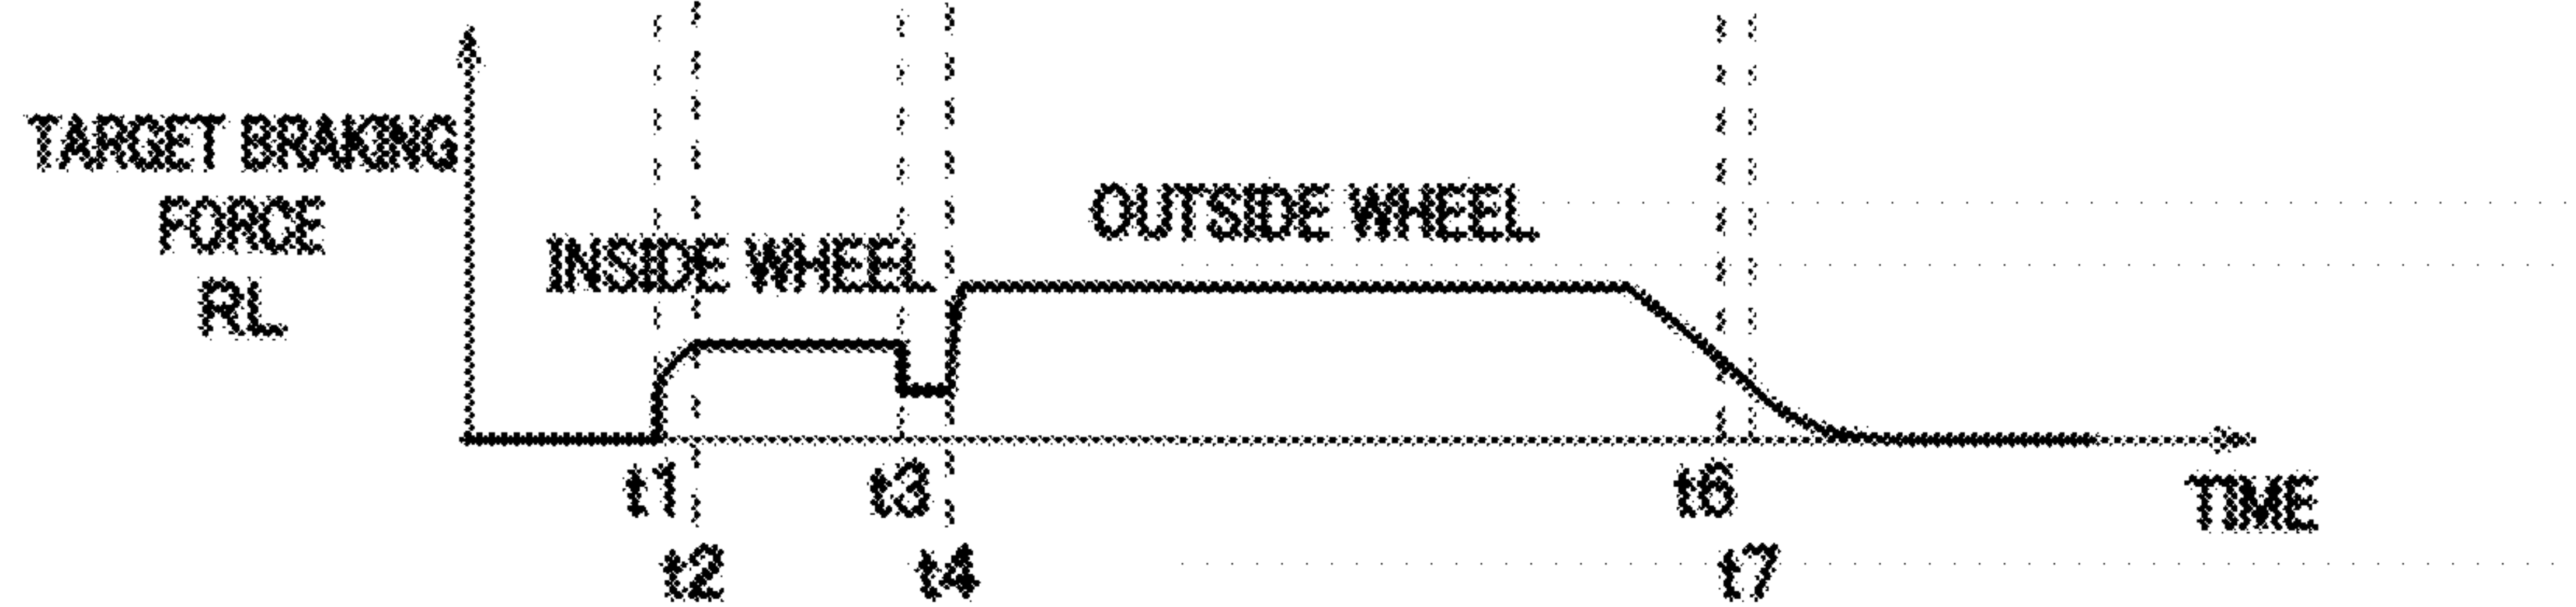 TARGET BRAKING
FORCE
RL
INSIDE WHEEL
OUTSIDE WHEEL
t1
t2
t3
t4
t6
t7
TIME